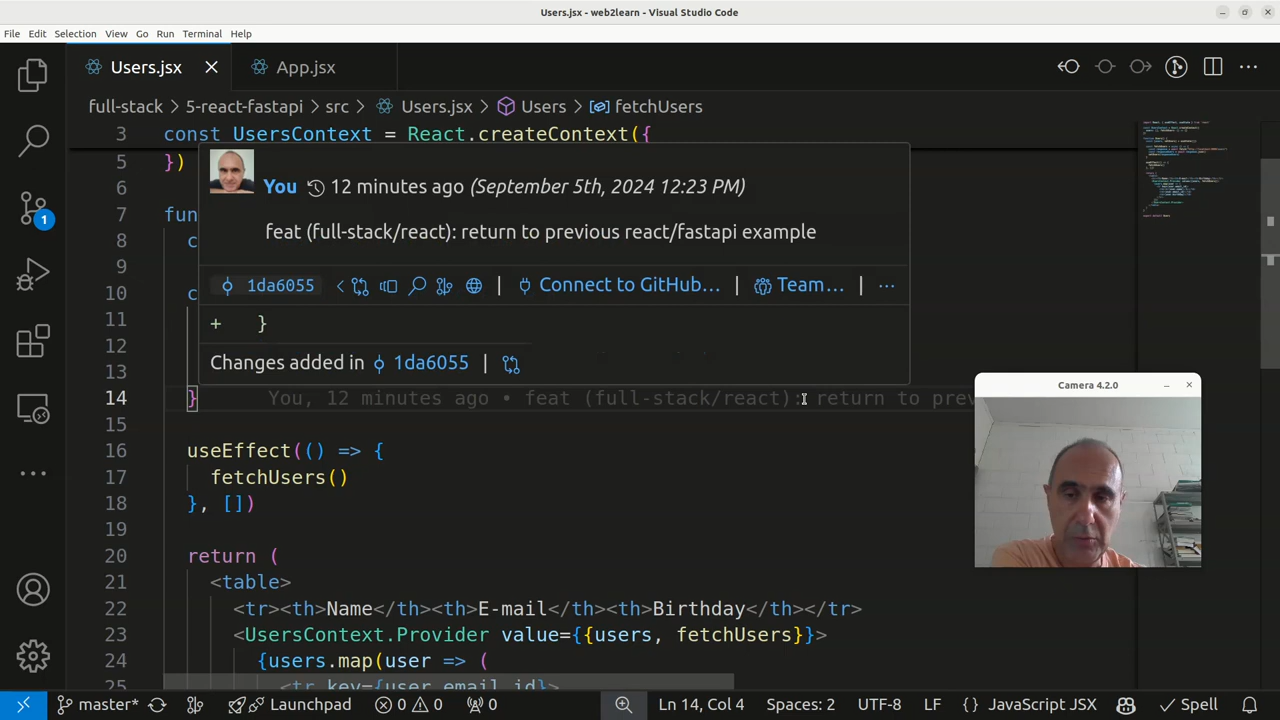 Users.jsx - web2learn - Visual Studio Code
File Edit Selection View Go Run Terminal Help
Users.jsx App.jsx
full-stack > 5-react-fastapi > src > Users.jsx > Users > fetchUsers
3 const UsersContext = React.createContext({
5 })
6
7 fun
8 c
9
10 c
11
12
13
14 } You, 12 minutes ago • feat (full-stack/react): return to prev
You 12 minutes ago (September 5th, 2024 12:23 PM)
feat (full-stack/react): return to previous react/fastapi example
1da6055 | Connect to GitHub... | Team... | ...
+ }
Changes added in 1da6055 |
15
16 useEffect(() => {
17 fetchUsers()
18 }, [])
19
20 return (
21 <table>
22 <tr><th>Name</th><th>E-mail</th><th>Birthday</th></tr>
23 <UsersContext.Provider value={{users, fetchUsers}}>
24 {users.map(user => (
25 <tr key={user.email_id}>
1
Camera 4.2.0
master* Launchpad 0 0 0 Ln 14, Col 4 Spaces: 2 UTF-8 LF {} JavaScript JSX Spell